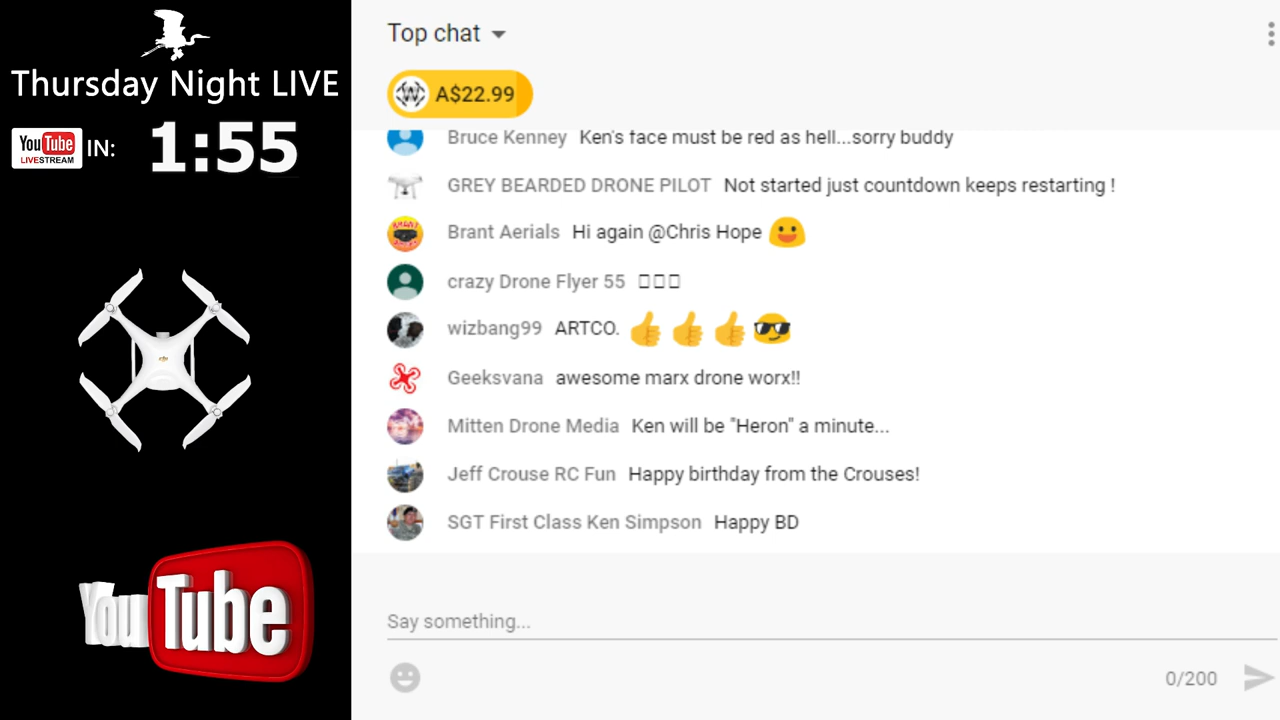 Thursday Night LIVE
YouTube
LIVESTREAM
IN: 1:55
YouTube
Top chat
A$22.99
Bruce Kenney Ken's face must be red as hell...sorry buddy
GREY BEARDED DRONE PILOT Not started just countdown keeps restarting !
Brant Aerials Hi again @Chris Hope 😀
crazy Drone Flyer 55 ▯▯▯
wizbang99 ARTCO. 👍👍👍😎
Geeksvana awesome marx drone worx!!
Mitten Drone Media Ken will be "Heron" a minute...
Jeff Crouse RC Fun Happy birthday from the Crouses!
SGT First Class Ken Simpson Happy BD
Say something...
0/200